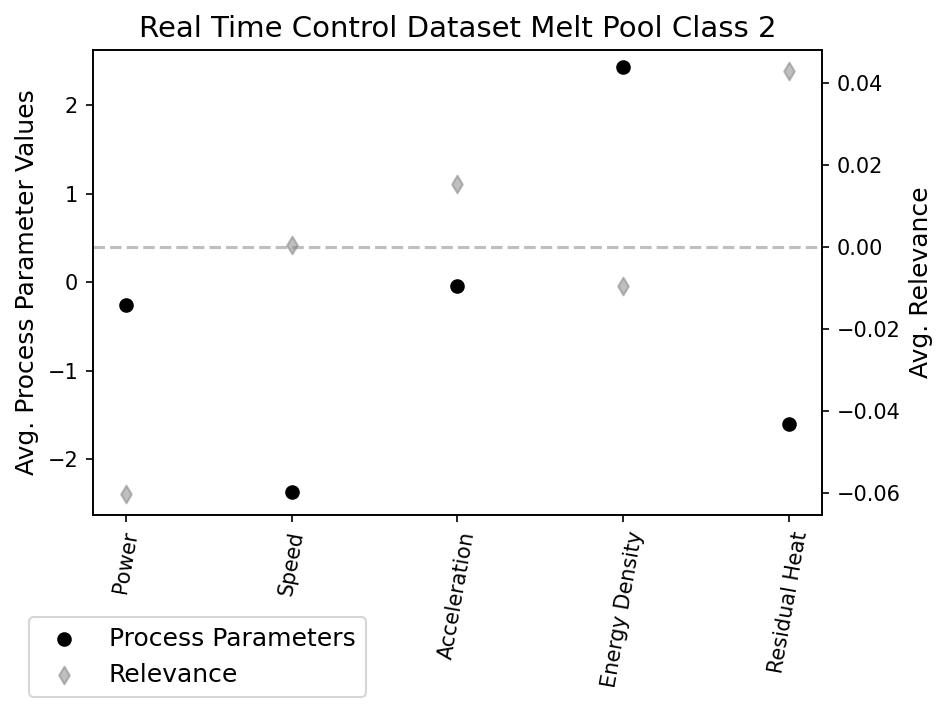 Real Time Control Dataset Melt Pool Class 2
Avg. Process Parameter Values
2
1
0
−1
−2
0.04
0.02
0.00
−0.02
−0.04
−0.06
Avg. Relevance
Power
Speed
Acceleration
Energy Density
Residual Heat
Process Parameters
Relevance